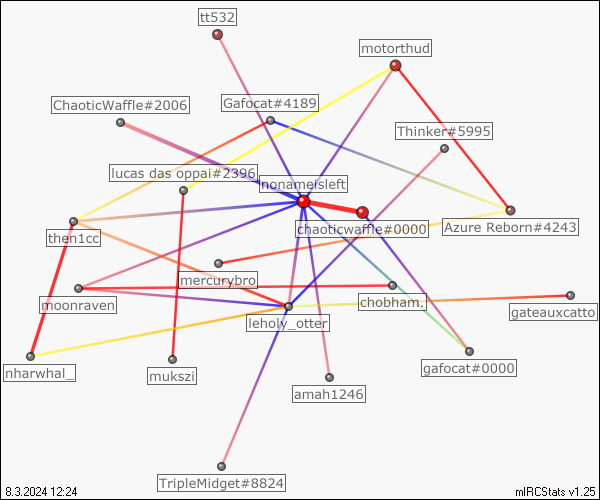 tt532
motorthud
ChaoticWaffle#2006
Gafocat#4189
Thinker#5995
lucas das oppai#2396
nonameisleft
chaoticwaffle#0000
Azure Reborn#4243
then1cc
mercurybro
moonraven
chobham.
gateauxcatto
leholy_otter
nharwhal_
mukszi
gafocat#0000
amah1246
TripleMidget#8824
8.3.2024 12:24
mIRCStats v1.25